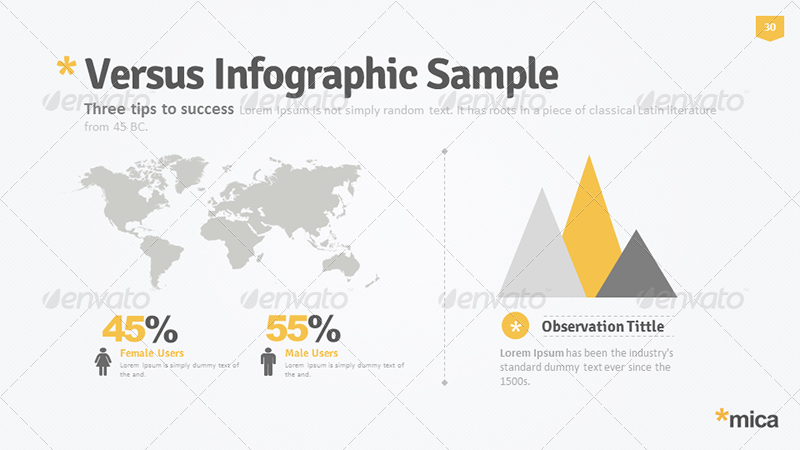 30
* Versus Infographic Sample
Three tips to success Lorem Ipsum is not simply random text. It has roots in a piece of classical Latin literature
from 45 BC.
envato envato envato envato
envato envato envato envato
45% 55%
Female Users Male Users
Lorem Ipsum is simply dummy text of Lorem Ipsum is simply dummy text of
the and. the and.
* Observation Tittle
Lorem Ipsum has been the industry's
standard dummy text ever since the
1500s.
*mica